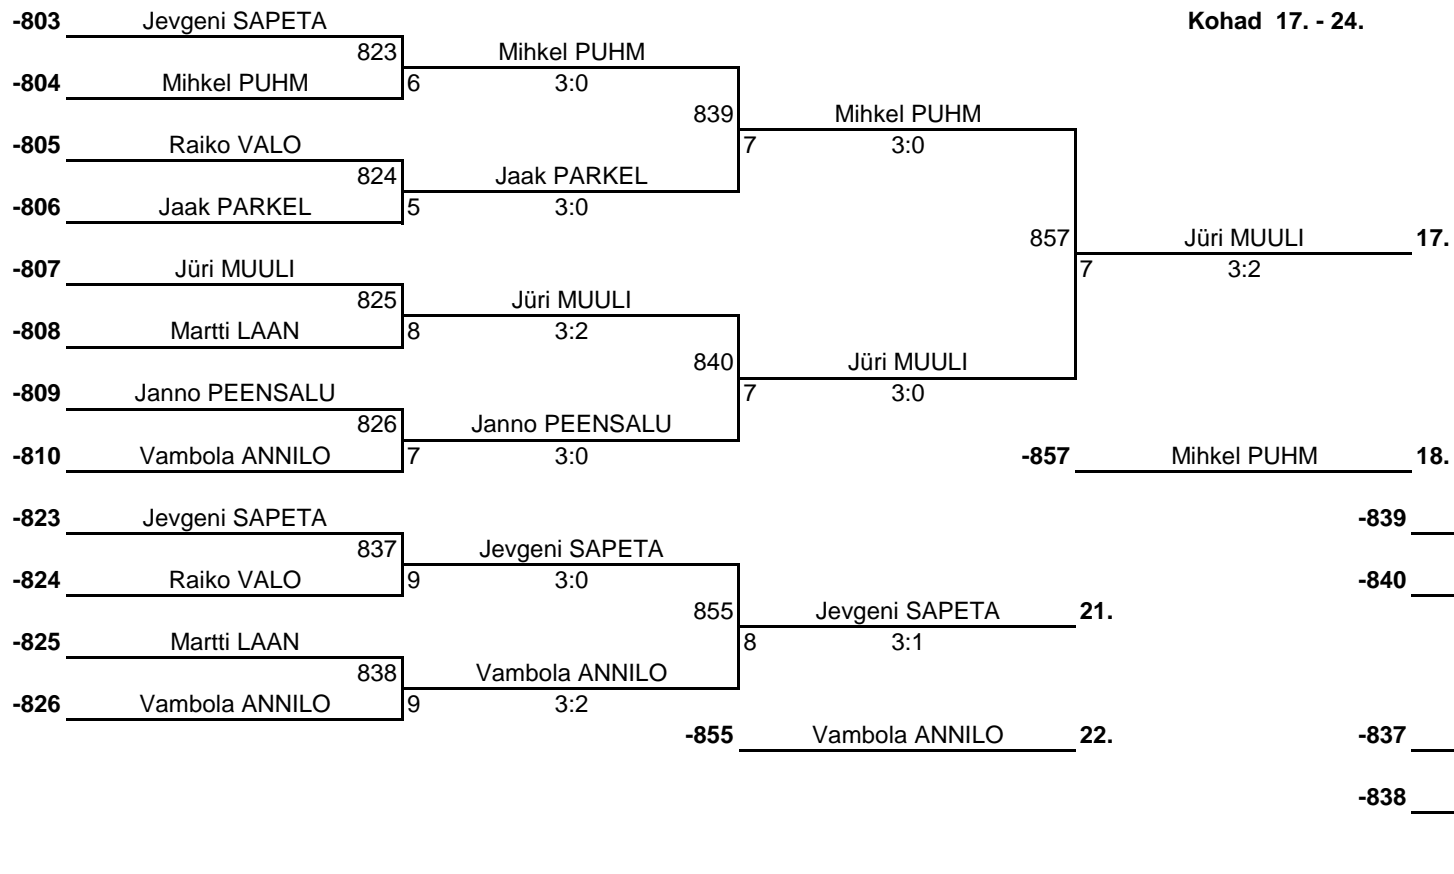 -803 Jevgeni SAPETA Kohad 17. - 24.
823 Mihkel PUHM
-804 Mihkel PUHM 6 3:0
839 Mihkel PUHM
-805 Raiko VALO 7 3:0
824 Jaak PARKEL
-806 Jaak PARKEL 5 3:0
857 Jüri MUULI 17.
-807 Jüri MUULI 7 3:2
825 Jüri MUULI
-808 Martti LAAN 8 3:2
840 Jüri MUULI
-809 Janno PEENSALU 7 3:0
826 Janno PEENSALU
-810 Vambola ANNILO 7 3:0 -857 Mihkel PUHM 18.
-823 Jevgeni SAPETA -839
837 Jevgeni SAPETA
-824 Raiko VALO 9 3:0 -840
855 Jevgeni SAPETA 21.
-825 Martti LAAN 8 3:1
838 Vambola ANNILO
-826 Vambola ANNILO 9 3:2
-855 Vambola ANNILO 22. -837
-838